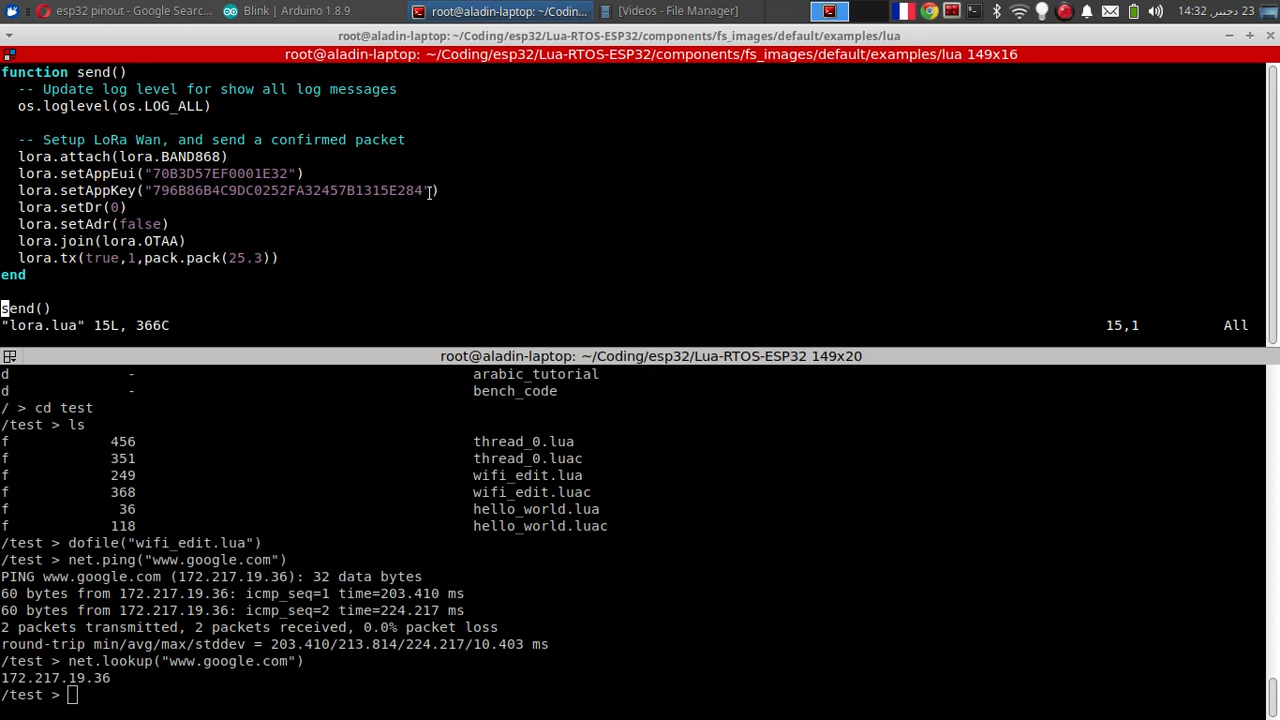 esp32 pinout - Google Searc...
Blink | Arduino 1.8.9
root@aladin-laptop: ~/Codin...
[Videos - File Manager]
14:32 ,دجنبر 23
root@aladin-laptop: ~/Coding/esp32/Lua-RTOS-ESP32/components/fs_images/default/examples/lua
root@aladin-laptop: ~/Coding/esp32/Lua-RTOS-ESP32/components/fs_images/default/examples/lua 149x16
function send()
  -- Update log level for show all log messages
  os.loglevel(os.LOG_ALL)
  -- Setup LoRa Wan, and send a confirmed packet
  lora.attach(lora.BAND868)
  lora.setAppEui("70B3D57EF0001E32")
  lora.setAppKey("796B86B4C9DC0252FA32457B1315E284")
  lora.setDr(0)
  lora.setAdr(false)
  lora.join(lora.OTAA)
  lora.tx(true,1,pack.pack(25.3))
end
send()
"lora.lua" 15L, 366C 15,1 All
root@aladin-laptop: ~/Coding/esp32/Lua-RTOS-ESP32 149x20
d - arabic_tutorial
d - bench_code
/ > cd test
/test > ls
f 456 thread_0.lua
f 351 thread_0.luac
f 249 wifi_edit.lua
f 368 wifi_edit.luac
f 36 hello_world.lua
f 118 hello_world.luac
/test > dofile("wifi_edit.lua")
/test > net.ping("www.google.com")
PING www.google.com (172.217.19.36): 32 data bytes
60 bytes from 172.217.19.36: icmp_seq=1 time=203.410 ms
60 bytes from 172.217.19.36: icmp_seq=2 time=224.217 ms
2 packets transmitted, 2 packets received, 0.0% packet loss
round-trip min/avg/max/stddev = 203.410/213.814/224.217/10.403 ms
/test > net.lookup("www.google.com")
172.217.19.36
/test >